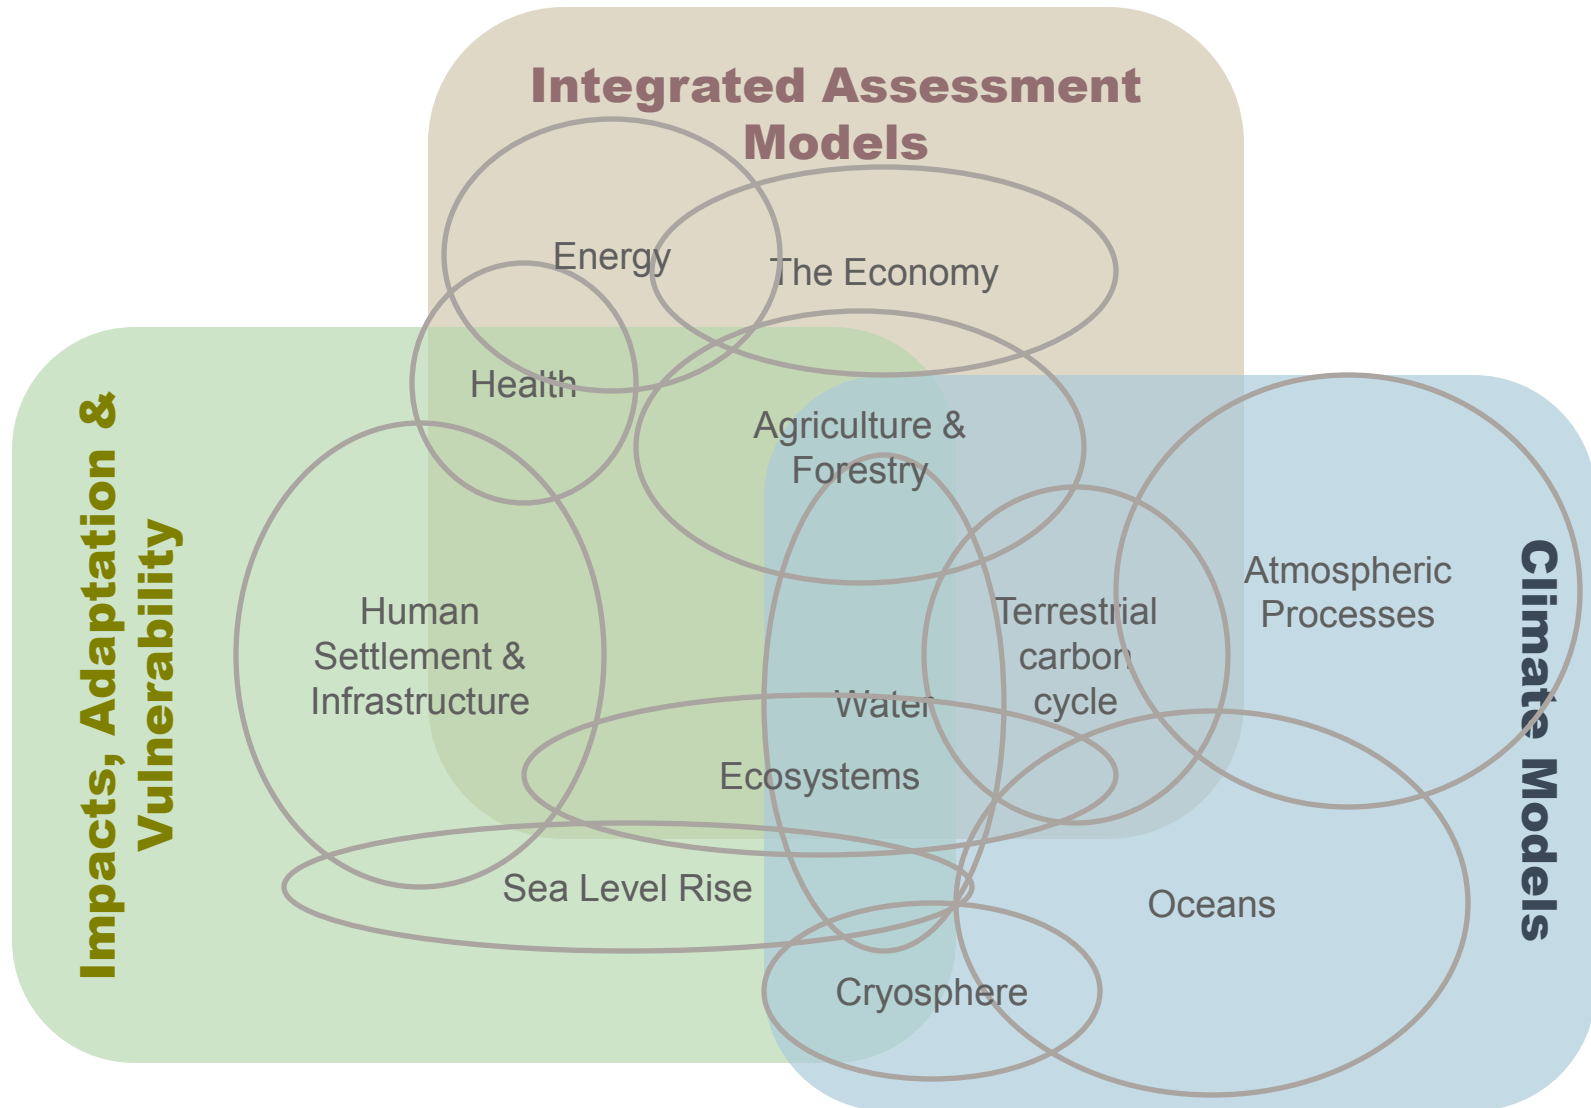 Integrated Assessment
Models
Energy
The Economy
Health
Agriculture &
Forestry
Impacts, Adaptation &
Vulnerability
Human
Settlement &
Infrastructure
Terrestrial
carbon
cycle
Atmospheric
Processes
Climate Models
Water
Ecosystems
Sea Level Rise
Oceans
Cryosphere